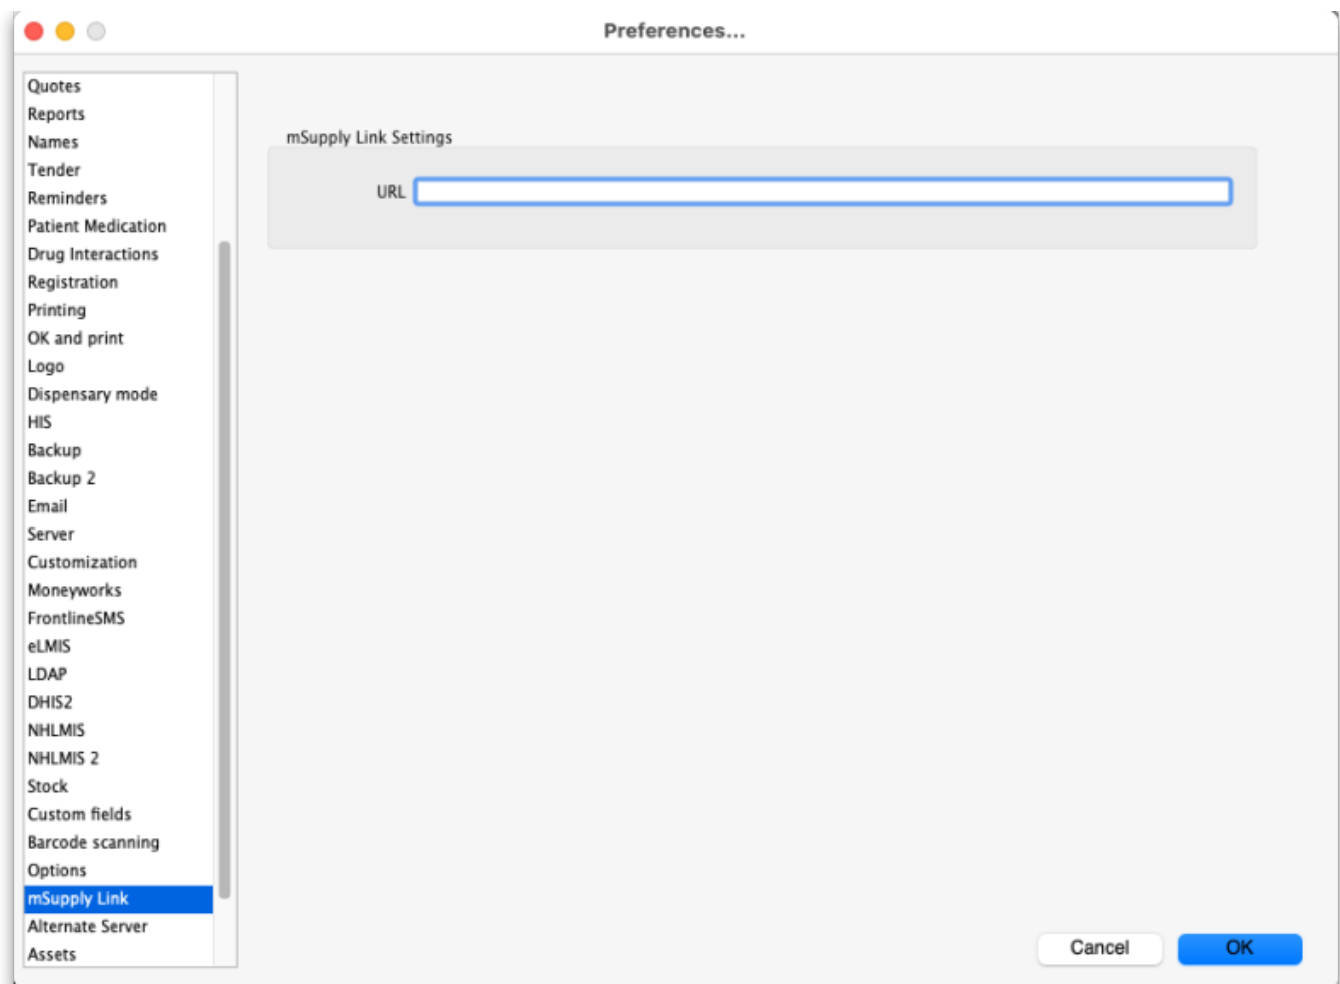 Preferences...
Quotes
Reports
Names
Tender
Reminders
Patient Medication
Drug Interactions
Registration
Printing
OK and print
Logo
Dispensary mode
HIS
Backup
Backup 2
Email
Server
Customization
Moneyworks
FrontlineSMS
eLMIS
LDAP
DHIS2
NHLMIS
NHLMIS 2
Stock
Custom fields
Barcode scanning
Options
mSupply Link
Alternate Server
Assets
mSupply Link Settings
URL
Cancel OK